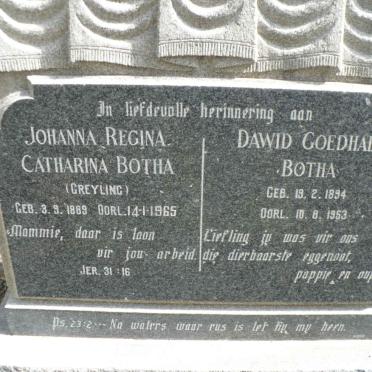 In liefdevolle herinnering aan
JOHANNA REGINA
CATHARINA BOTHA
(GREYLING)
GEB. 3.9.1889 OORL. 14-1-1965
Mammie, daar is loon
vir jou arbeid.
JER. 31:16
DAWID
BOTHA
GEB. 19.2.1894
OORL. 10.8.1953
Liefling jy was vir ons
die dierbaarste eggenoot,
pappie en
Ps. 23:2 -- Na waters waar rus is lei hy my heen.